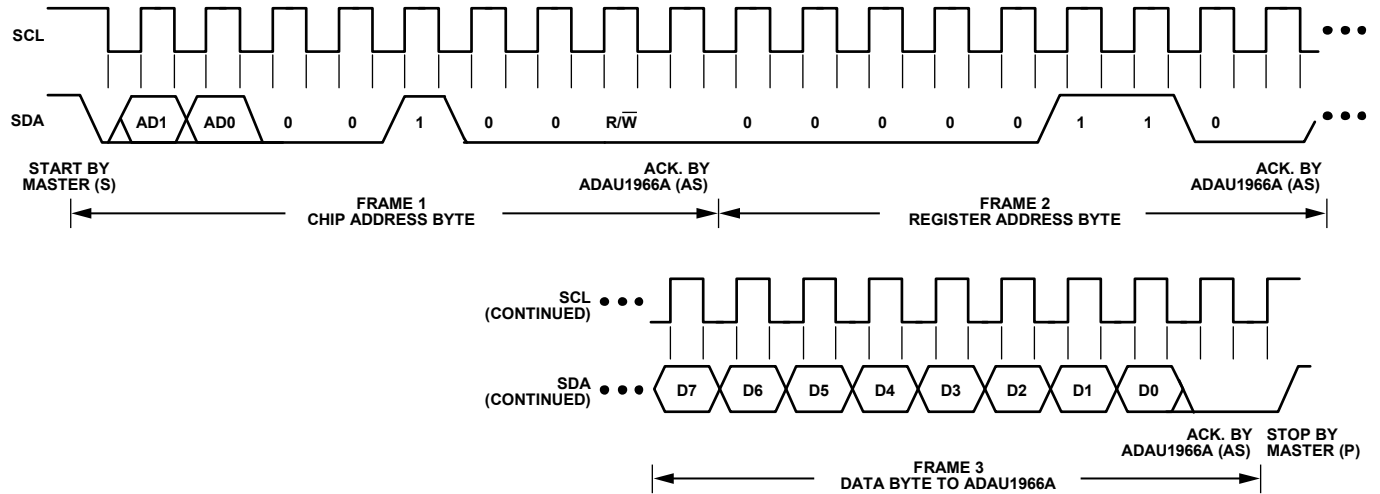 SCL
SDA
AD1 AD0 0 0 1 0 0 R/W̅ 0 0 0 0 0 1 1 0
START BY
MASTER (S)
ACK. BY
ADAU1966A (AS)
ACK. BY
ADAU1966A (AS)
FRAME 1
CHIP ADDRESS BYTE
FRAME 2
REGISTER ADDRESS BYTE
SCL
(CONTINUED)
SDA
(CONTINUED)
D7 D6 D5 D4 D3 D2 D1 D0
ACK. BY
ADAU1966A (AS)
STOP BY
MASTER (P)
FRAME 3
DATA BYTE TO ADAU1966A